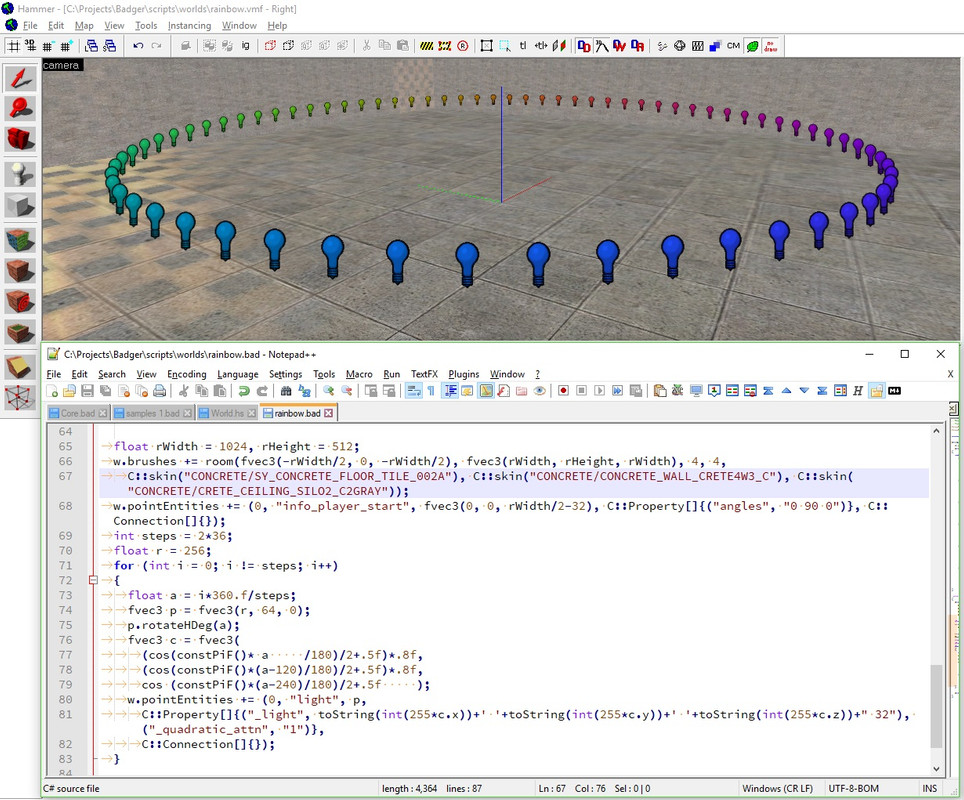 Hammer - [C:\Projects\Badger\scripts\worlds\rainbow.vmf - Right]
File Edit Map View Tools Instancing Window Help
camera
C:\Projects\Badger\scripts\worlds\rainbow.bad - Notepad++
File Edit Search View Encoding Language Settings Tools Macro Run TextFX Plugins Window ? X
Core.bad samples 1.bad World.hs rainbow.bad
64
65 float rWidth = 1024, rHeight = 512;
66 w.brushes += room(fvec3(-rWidth/2, 0, -rWidth/2), fvec3(rWidth, rHeight, rWidth), 4, 4,
67 C::skin("CONCRETE/SY_CONCRETE_FLOOR_TILE_002A"), C::skin("CONCRETE/CONCRETE_WALL_CRETE4W3_C"), C::skin(
"CONCRETE/CRETE_CEILING_SILO2_C2GRAY"));
68 w.pointEntities += (0, "info_player_start", fvec3(0, 0, rWidth/2-32), C::Property[]{("angles", "0 90 0")}, C::
Connection[]{});
69 int steps = 2*36;
70 float r = 256;
71 for (int i = 0; i != steps; i++)
72 {
73 float a = i*360.f/steps;
74 fvec3 p = fvec3(r, 64, 0);
75 p.rotateHDeg(a);
76 fvec3 c = fvec3(
77 (cos(constPiF()* a /180)/2+.5f)*.8f,
78 (cos(constPiF()*(a-120)/180)/2+.5f)*.8f,
79 cos (constPiF()*(a-240)/180)/2+.5f );
80 w.pointEntities += (0, "light", p,
81 C::Property[]{("_light", toString(int(255*c.x))+' '+toString(int(255*c.y))+' '+toString(int(255*c.z))+" 32"),
("_quadratic_attn", "1")},
82 C::Connection[]{});
83 }
84
C# source file length : 4,364 lines : 87 Ln : 67 Col : 76 Sel : 0 | 0 Windows (CR LF) UTF-8-BOM INS